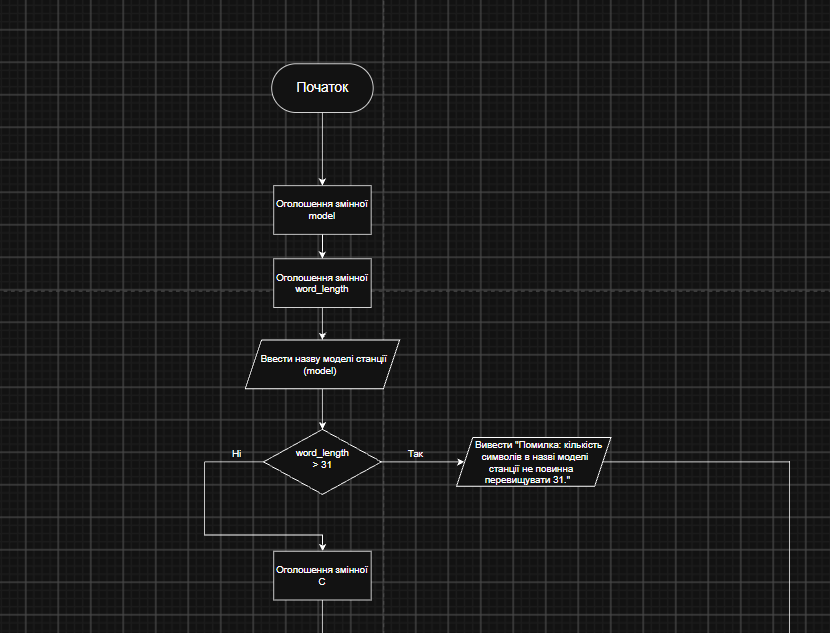 Початок
Оголошення змінної
model
Оголошення змінної
word_length
Ввести назву моделі станції
(model)
word_length
> 31
Ні
Так
Вивести "Помилка: кількість
символів в назві моделі
станції не повинна
перевищувати 31."
Оголошення змінної
C